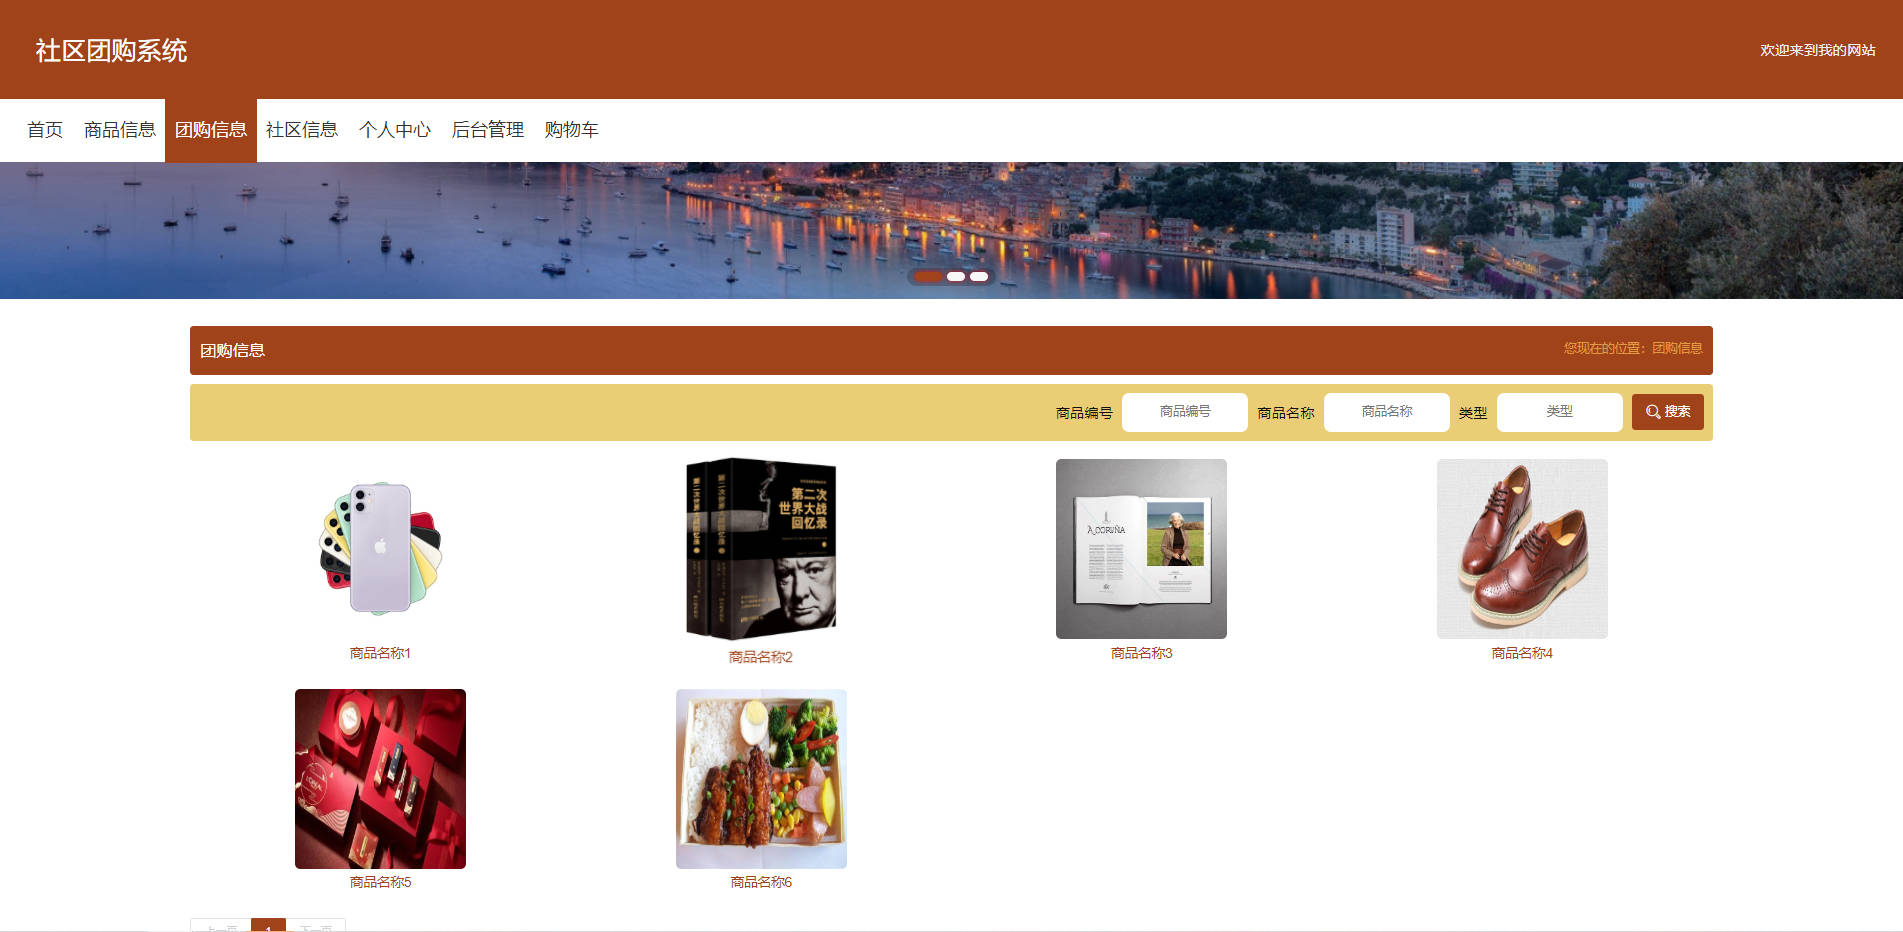 社区团购系统
欢迎来到我的网站
首页 商品信息 团购信息 社区信息 个人中心 后台管理 购物车
团购信息
您现在的位置：团购信息
商品编号 商品编号 商品名称 商品名称 类型 类型 搜索
第二次
世界大战
回忆录
A CORUÑA
商品名称1
商品名称2
商品名称3
商品名称4
商品名称5
商品名称6
上一页 1 下一页